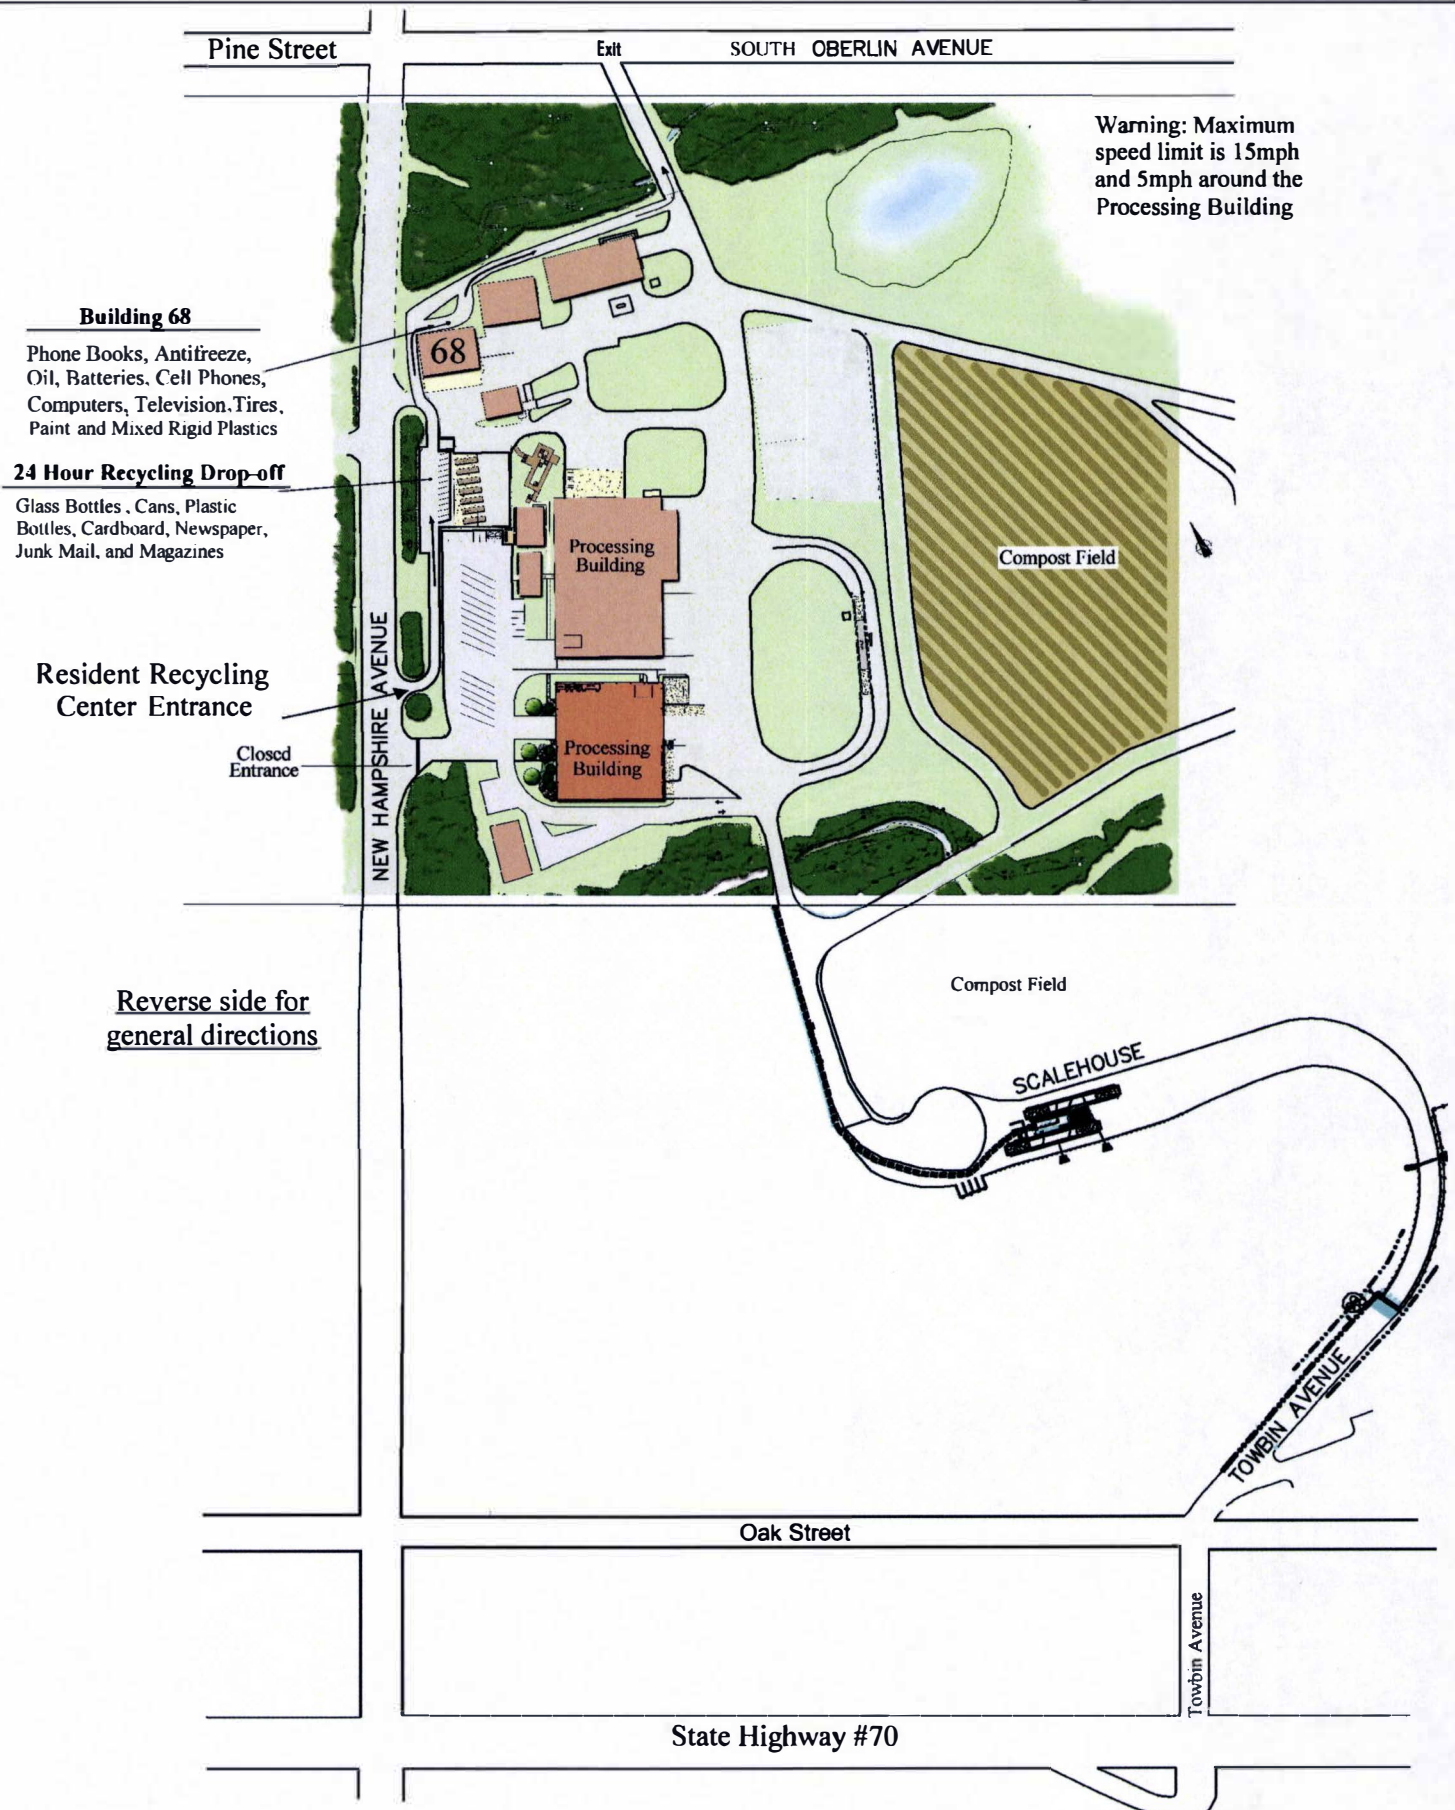 Pine Street
Exit
SOUTH OBERLIN AVENUE
Warning: Maximum
speed limit is 15mph
and 5mph around the
Processing Building
Building 68
Phone Books, Antifreeze,
Oil, Batteries, Cell Phones,
Computers, Television,Tires,
Paint and Mixed Rigid Plastics
68
24 Hour Recycling Drop-off
Glass Bottles , Cans, Plastic
Bottles, Cardboard, Newspaper,
Junk Mail, and Magazines
Processing
Building
Compost Field
Resident Recycling
Center Entrance
NEW HAMPSHIRE AVENUE
Closed
Entrance
Processing
Building
Reverse side for
general directions
Compost Field
SCALEHOUSE
TOWBIN AVENUE
Oak Street
Towbin Avenue
State Highway #70